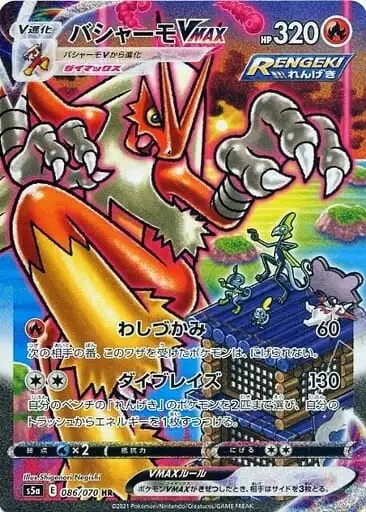 V進化
バシャーモVMAX
HP320
バシャーモVから進化
ダイマックス
RENGEKI
れんげき
わしづかみ 60
次の相手の番、このワザを受けたポケモンは、にげられない。
ダイブレイズ 130
自分のベンチの「れんげき」のポケモンを2匹まで選び、自分の
トラッシュからエネルギーを1枚ずつつける。
弱点 ×2 抵抗力 にげる
Illus. Shigenori Negishi
VMAXルール
s5a E 086/070 HR
ポケモンVMAXがきぜつしたとき、相手はサイドを3枚とる。
©2021 Pokémon/Nintendo/Creatures/GAME FREAK.